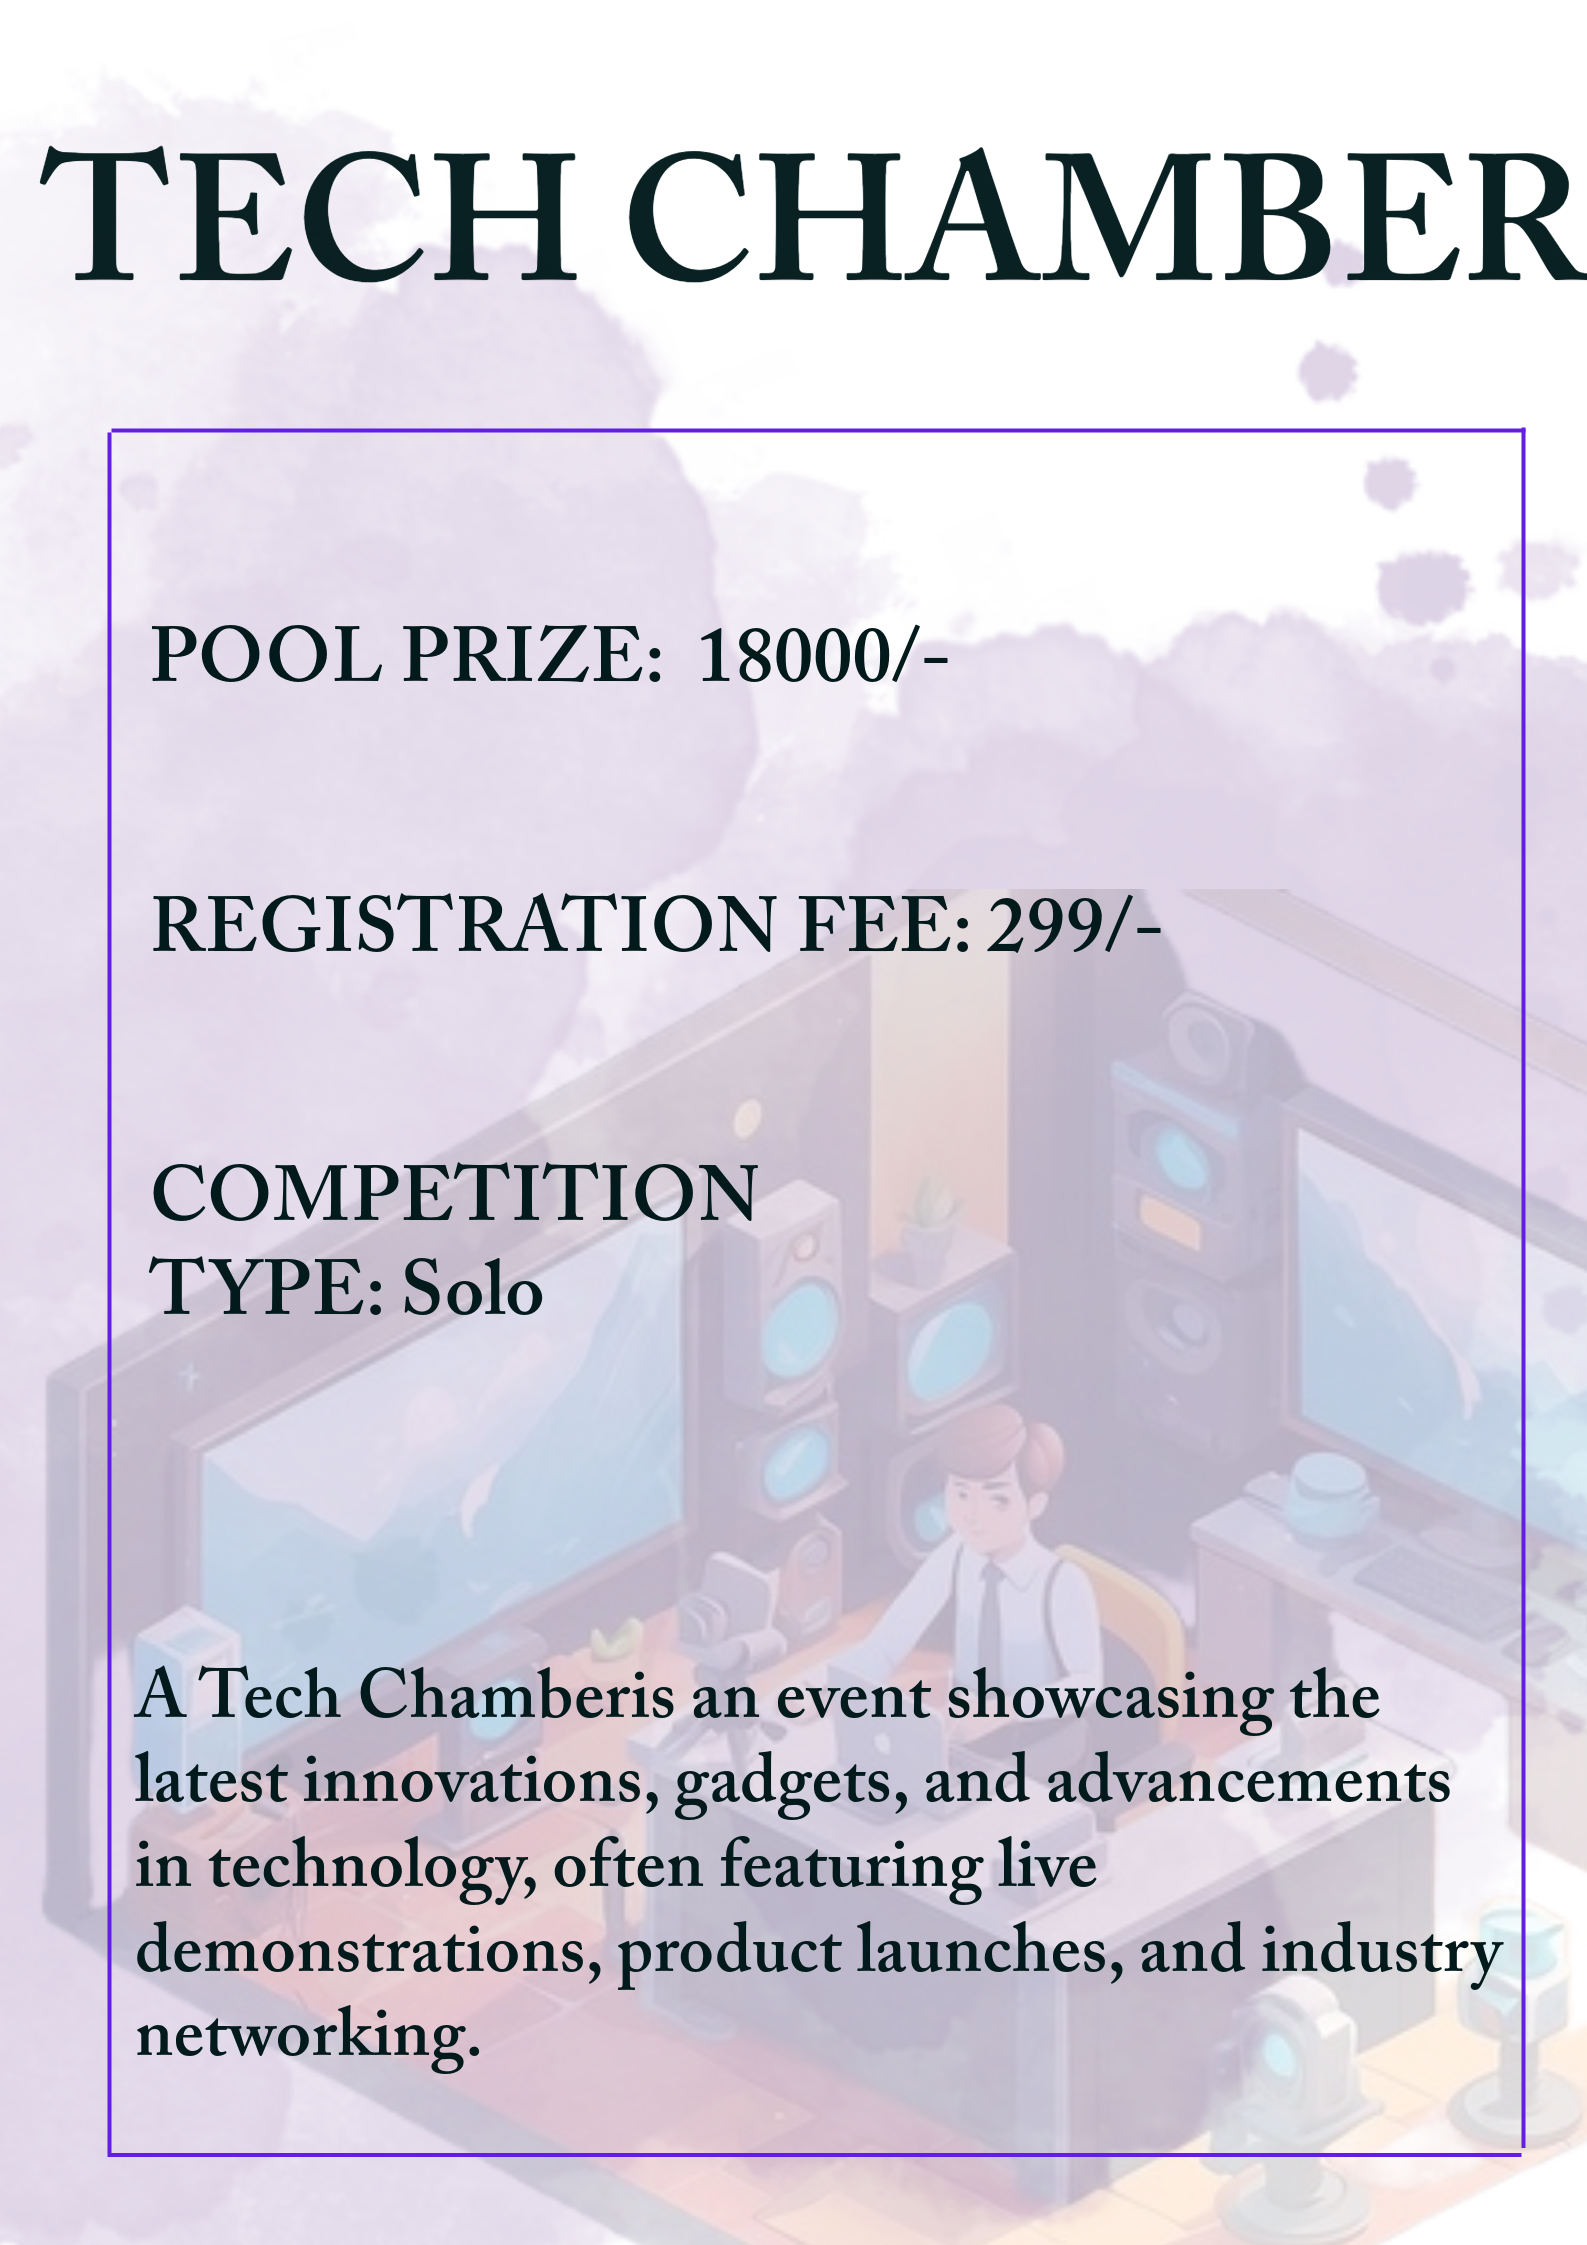 TECH CHAMBER
POOL PRIZE: 18000/-
REGISTRATION FEE: 299/-
COMPETITION
TYPE: Solo
A Tech Chamberis an event showcasing the
latest innovations, gadgets, and advancements
in technology, often featuring live
demonstrations, product launches, and industry
networking.